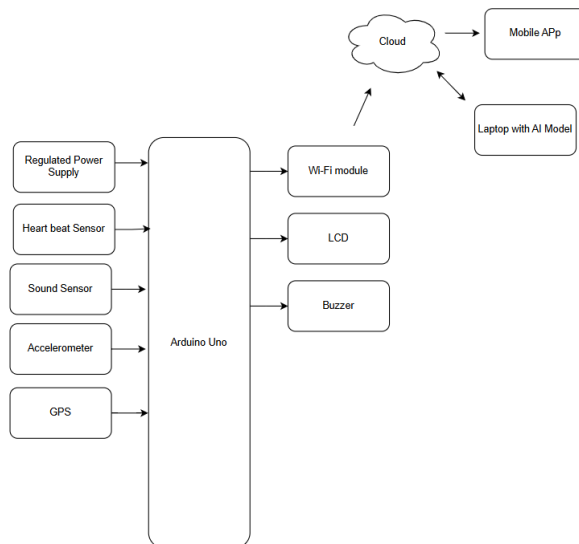 Cloud
Mobile APp
Laptop with AI Model
Regulated Power
Supply
Heart beat Sensor
Sound Sensor
Accelerometer
GPS
Arduino Uno
Wi-Fi module
LCD
Buzzer